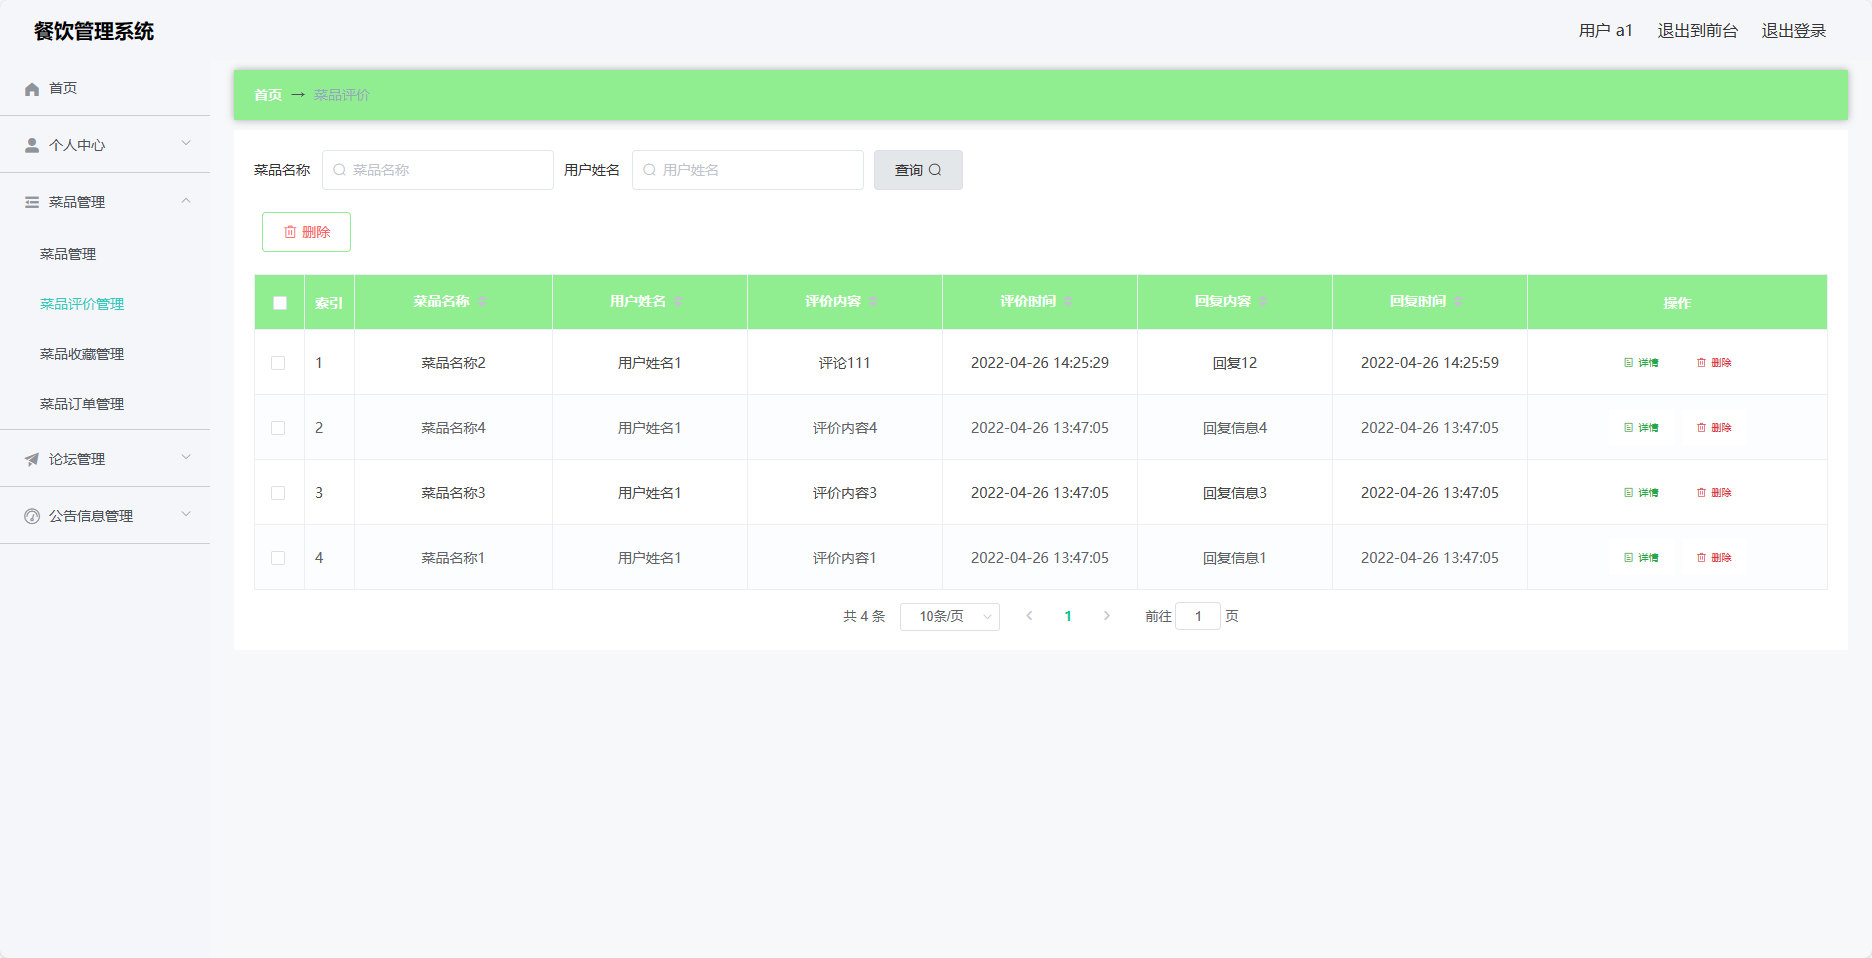 餐饮管理系统
用户 a1 退出到前台 退出登录
首页
个人中心
菜品管理
菜品管理
菜品评价管理
菜品收藏管理
菜品订单管理
论坛管理
公告信息管理
首页 → 菜品评价
菜品名称 菜品名称 用户姓名 用户姓名 查询
删除
索引 菜品名称 用户姓名 评价内容 评价时间 回复内容 回复时间 操作
1 菜品名称2 用户姓名1 评论111 2022-04-26 14:25:29 回复12 2022-04-26 14:25:59 详情 删除
2 菜品名称4 用户姓名1 评价内容4 2022-04-26 13:47:05 回复信息4 2022-04-26 13:47:05 详情 删除
3 菜品名称3 用户姓名1 评价内容3 2022-04-26 13:47:05 回复信息3 2022-04-26 13:47:05 详情 删除
4 菜品名称1 用户姓名1 评价内容1 2022-04-26 13:47:05 回复信息1 2022-04-26 13:47:05 详情 删除
共 4 条 10条/页 1 前往 1 页